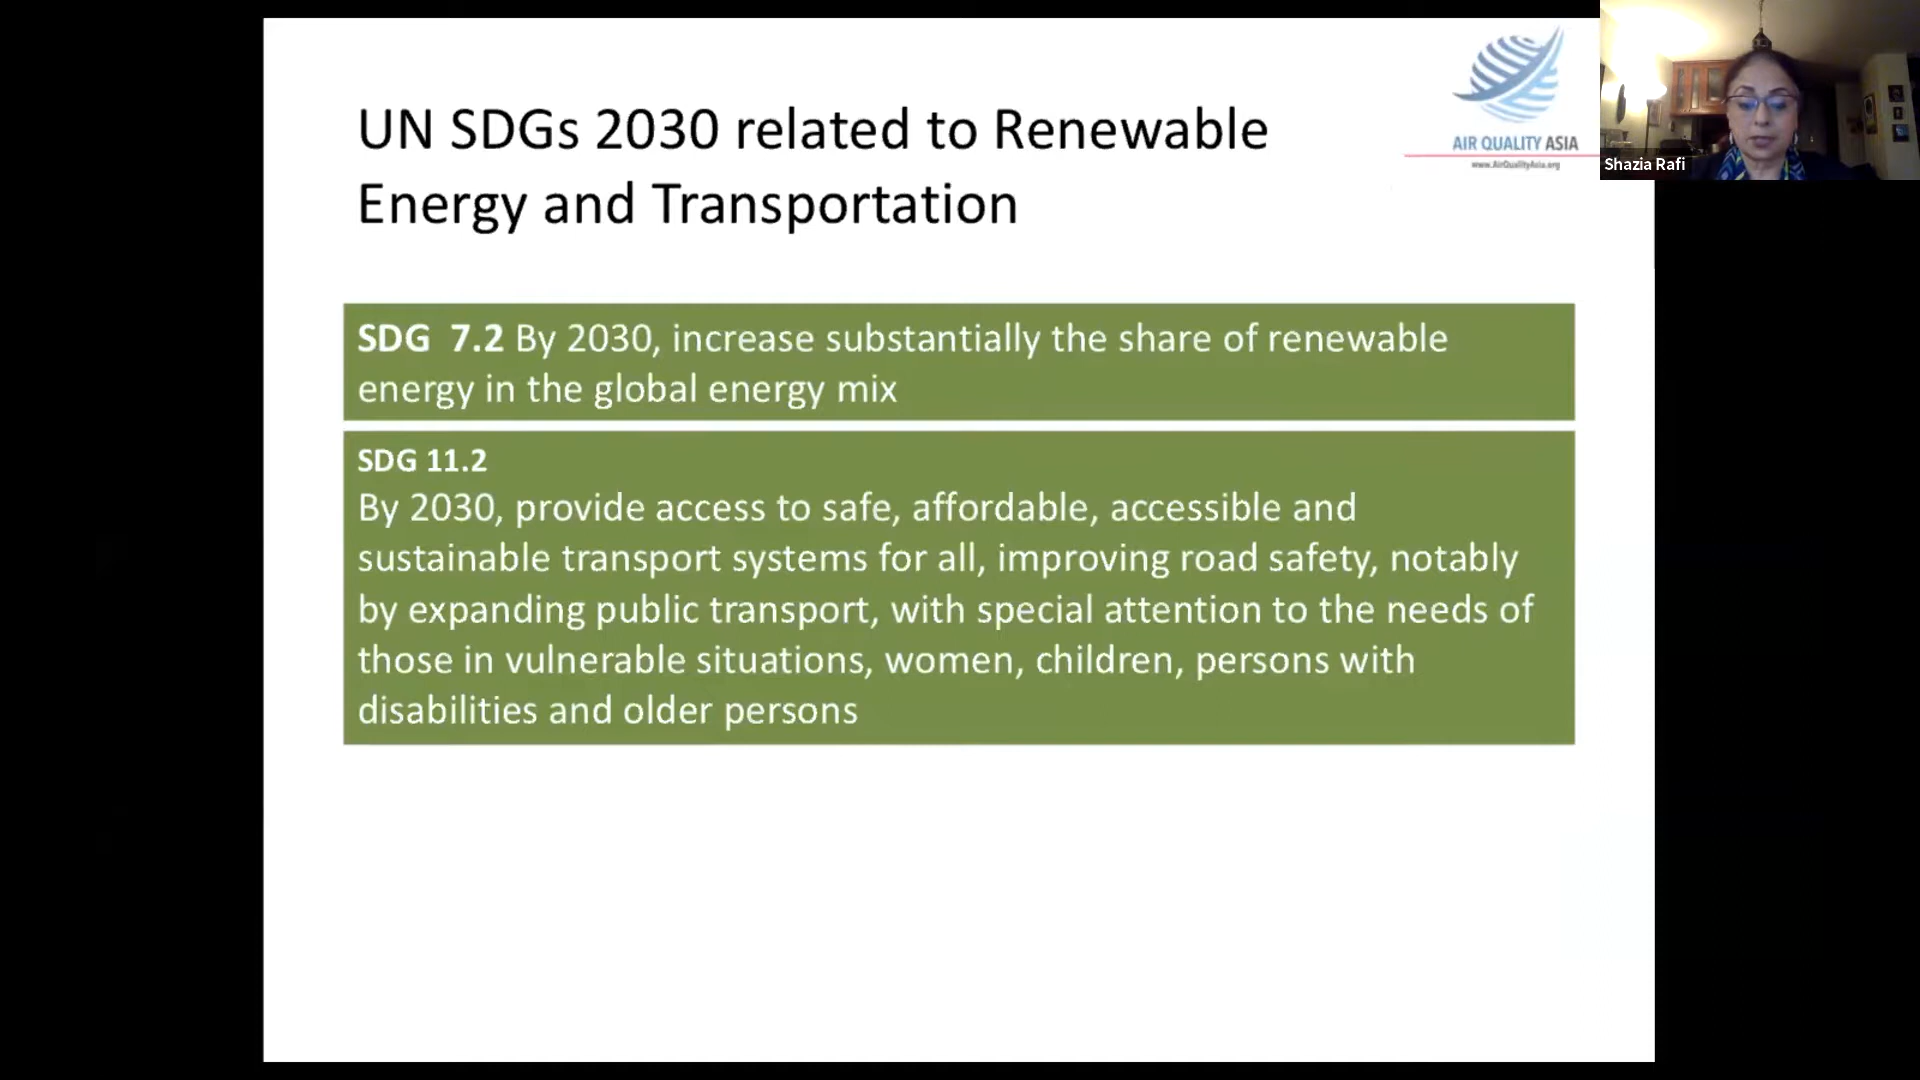 UN SDGs 2030 related to Renewable
Energy and Transportation
AIR QUALITY ASIA
www.AirQualityAsia.org
Shazia Rafi
SDG 7.2 By 2030, increase substantially the share of renewable
energy in the global energy mix
SDG 11.2
By 2030, provide access to safe, affordable, accessible and
sustainable transport systems for all, improving road safety, notably
by expanding public transport, with special attention to the needs of
those in vulnerable situations, women, children, persons with
disabilities and older persons